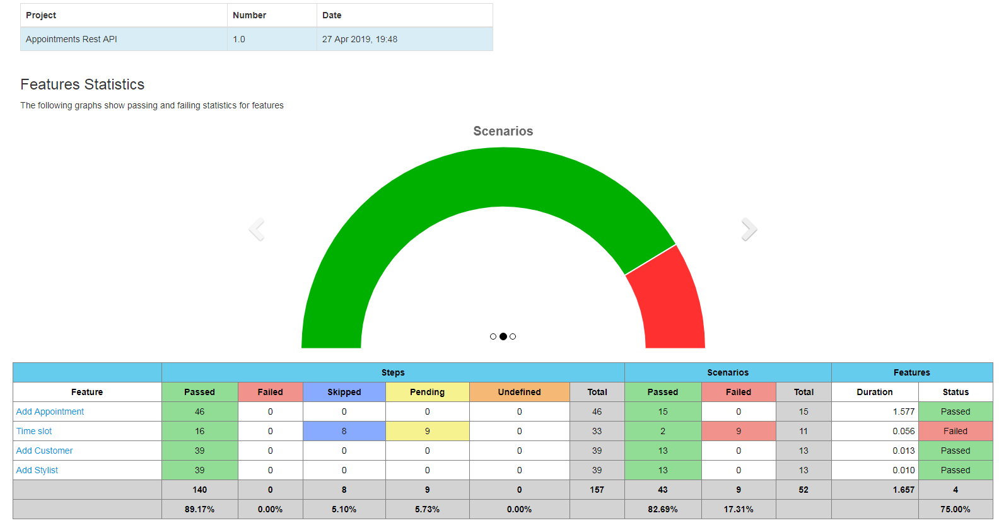 Project Number Date
Appointments Rest API 1.0 27 Apr 2019, 19:48
Features Statistics
The following graphs show passing and failing statistics for features
Scenarios
Steps Scenarios Features
Feature Passed Failed Skipped Pending Undefined Total Passed Failed Total Duration Status
Add Appointment 46 0 0 0 0 46 15 0 15 1.577 Passed
Time slot 16 0 8 9 0 33 2 9 11 0.056 Failed
Add Customer 39 0 0 0 0 39 13 0 13 0.013 Passed
Add Stylist 39 0 0 0 0 39 13 0 13 0.010 Passed
140 0 8 9 0 157 43 9 52 1.657 4
89.17% 0.00% 5.10% 5.73% 0.00% 82.69% 17.31% 75.00%